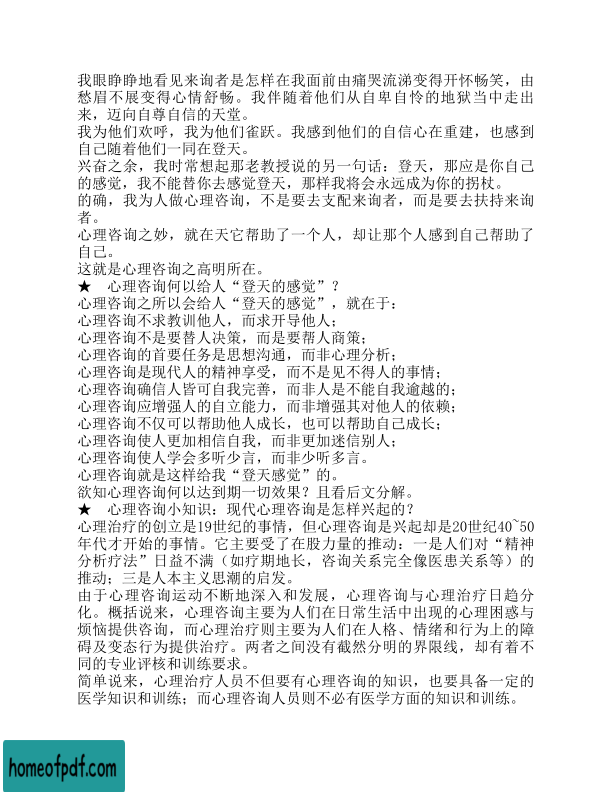 我眼睁睁地看见来询者是怎样在我面前由痛哭流涕变得开怀畅笑，由
愁眉不展变得心情舒畅。我伴随着他们从自卑自怜的地狱当中走出
来，迈向自尊自信的天堂。
我为他们欢呼，我为他们雀跃。我感到他们的自信心在重建，也感到
自己随着他们一同在登天。
兴奋之余，我时常想起那老教授说的另一句话：登天，那应是你自己
的感觉，我不能替你去感觉登天，那样我将会永远成为你的拐杖。
的确，我为人做心理咨询，不是要去支配来询者，而是要去扶持来询
者。
心理咨询之妙，就在天它帮助了一个人，却让那个人感到自己帮助了
自己。
这就是心理咨询之高明所在。
★　心理咨询何以给人“登天的感觉”？
心理咨询之所以会给人“登天的感觉”，就在于：
心理咨询不求教训他人，而求开导他人；
心理咨询不是要替人决策，而是要帮人商策；
心理咨询的首要任务是思想沟通，而非心理分析；
心理咨询是现代人的精神享受，而不是见不得人的事情；
心理咨询确信人皆可自我完善，而非人是不能自我逾越的；
心理咨询应增强人的自立能力，而非增强其对他人的依赖；
心理咨询不仅可以帮助他人成长，也可以帮助自己成长；
心理咨询使人更加相信自我，而非更加迷信别人；
心理咨询使人学会多听少言，而非少听多言。
心理咨询就是这样给我“登天感觉”的。
欲知心理咨询何以达到期一切效果？且看后文分解。
★　心理咨询小知识：现代心理咨询是怎样兴起的？
心理治疗的创立是19世纪的事情，但心理咨询是兴起却是20世纪40~50
年代才开始的事情。它主要受了在股力量的推动：一是人们对“精神
分析疗法”日益不满（如疗期地长，咨询关系完全像医患关系等）的
推动；三是人本主义思潮的启发。
由于心理咨询运动不断地深入和发展，心理咨询与心理治疗日趋分
化。概括说来，心理咨询主要为人们在日常生活中出现的心理困惑与
烦恼提供咨询，而心理治疗则主要为人们在人格、情绪和行为上的障
碍及变态行为提供治疗。两者之间没有截然分明的界限线，却有着不
同的专业评核和训练要求。
简单说来，心理治疗人员不但要有心理咨询的知识，也要具备一定的
医学知识和训练；而心理咨询人员则不必有医学方面的知识和训练。
homeofpdf.com